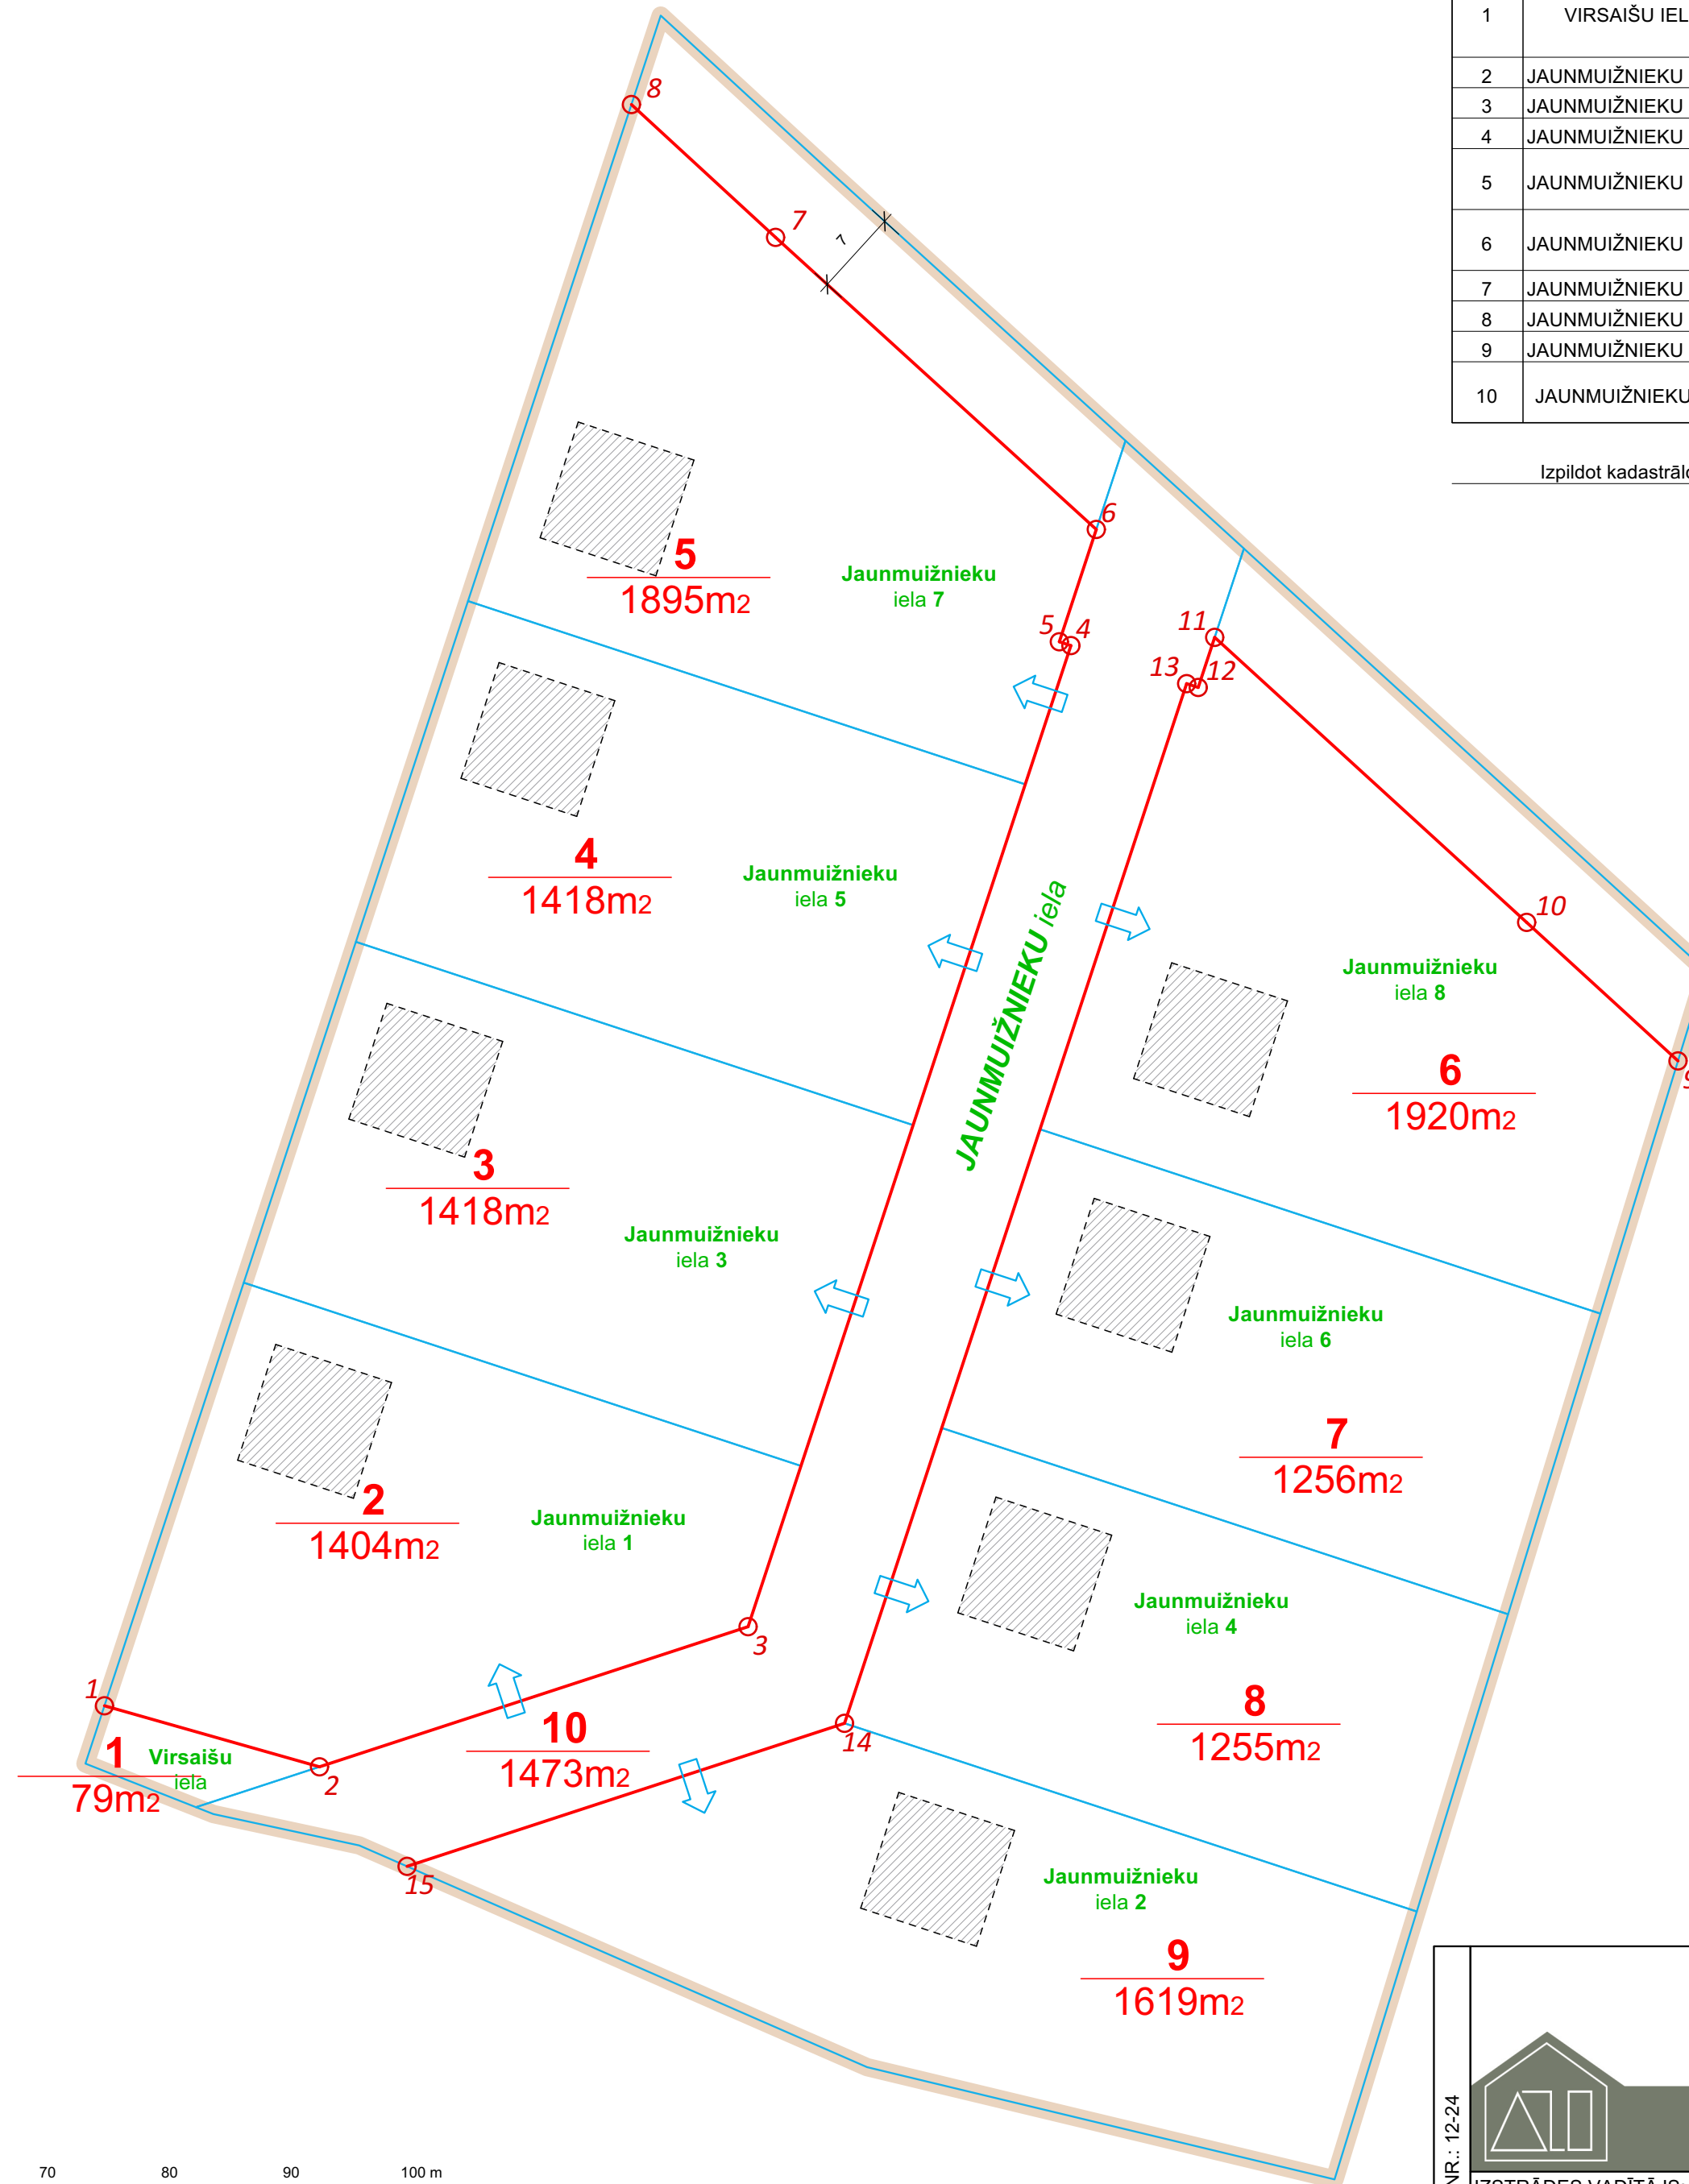 1 VIRSAIŠU IEL
2 JAUNMUIŽNIEKU
3 JAUNMUIŽNIEKU
4 JAUNMUIŽNIEKU
5 JAUNMUIŽNIEKU
6 JAUNMUIŽNIEKU
7 JAUNMUIŽNIEKU
8 JAUNMUIŽNIEKU
9 JAUNMUIŽNIEKU
10 JAUNMUIŽNIEKU
Izpildot kadastrāl
8
7
7
6
5
4
11
13
12
10
9
5
1895m2
Jaunmuižnieku
iela 7
4
1418m2
Jaunmuižnieku
iela 5
JAUNMUIŽNIEKU iela
Jaunmuižnieku
iela 8
6
1920m2
3
1418m2
Jaunmuižnieku
iela 3
Jaunmuižnieku
iela 6
7
1256m2
2
1404m2
Jaunmuižnieku
iela 1
Jaunmuižnieku
iela 4
8
1255m2
3
1
2
14
15
1
79m2
Virsaišu
iela
10
1473m2
Jaunmuižnieku
iela 2
9
1619m2
70 80 90 100 m
NR.: 12-24